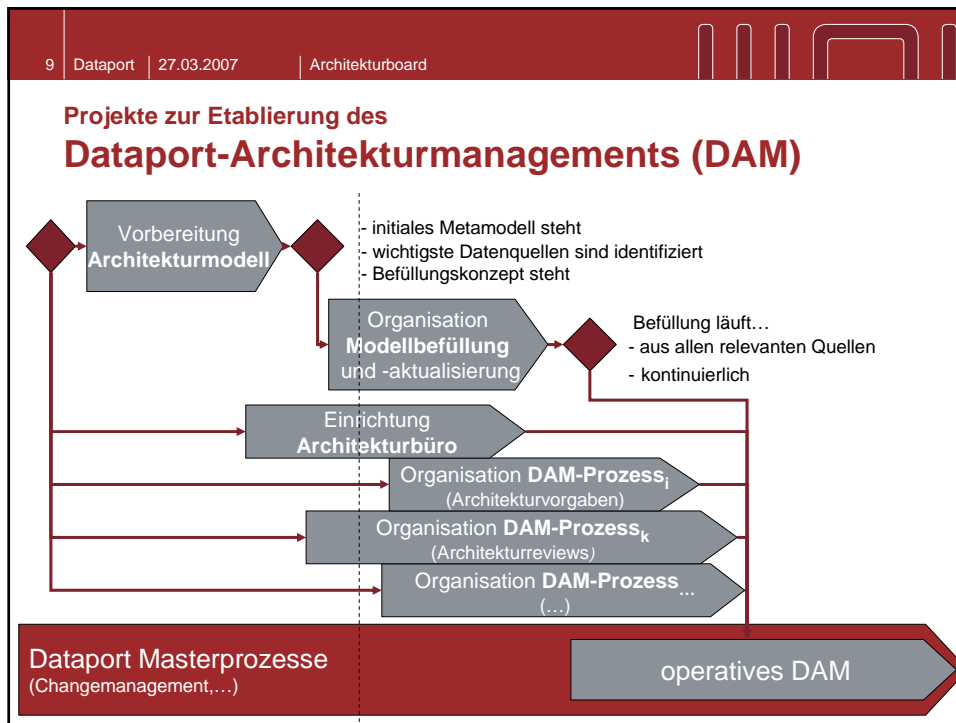 9 Dataport 27.03.2007 Architekturboard
Projekte zur Etablierung des
Dataport-Architekturmanagements (DAM)
Vorbereitung
Architekturmodell
- initiales Metamodell steht
- wichtigste Datenquellen sind identifiziert
- Befüllungskonzept steht
Organisation
Modellbefüllung
und -aktualisierung
Befüllung läuft…
- aus allen relevanten Quellen
- kontinuierlich
Einrichtung
Architekturbüro
Organisation DAM-Prozessi
(Architekturvorgaben)
Organisation DAM-Prozessk
(Architekturreviews)
Organisation DAM-Prozess…
(…)
Dataport Masterprozesse
(Changemanagement,…)
operatives DAM